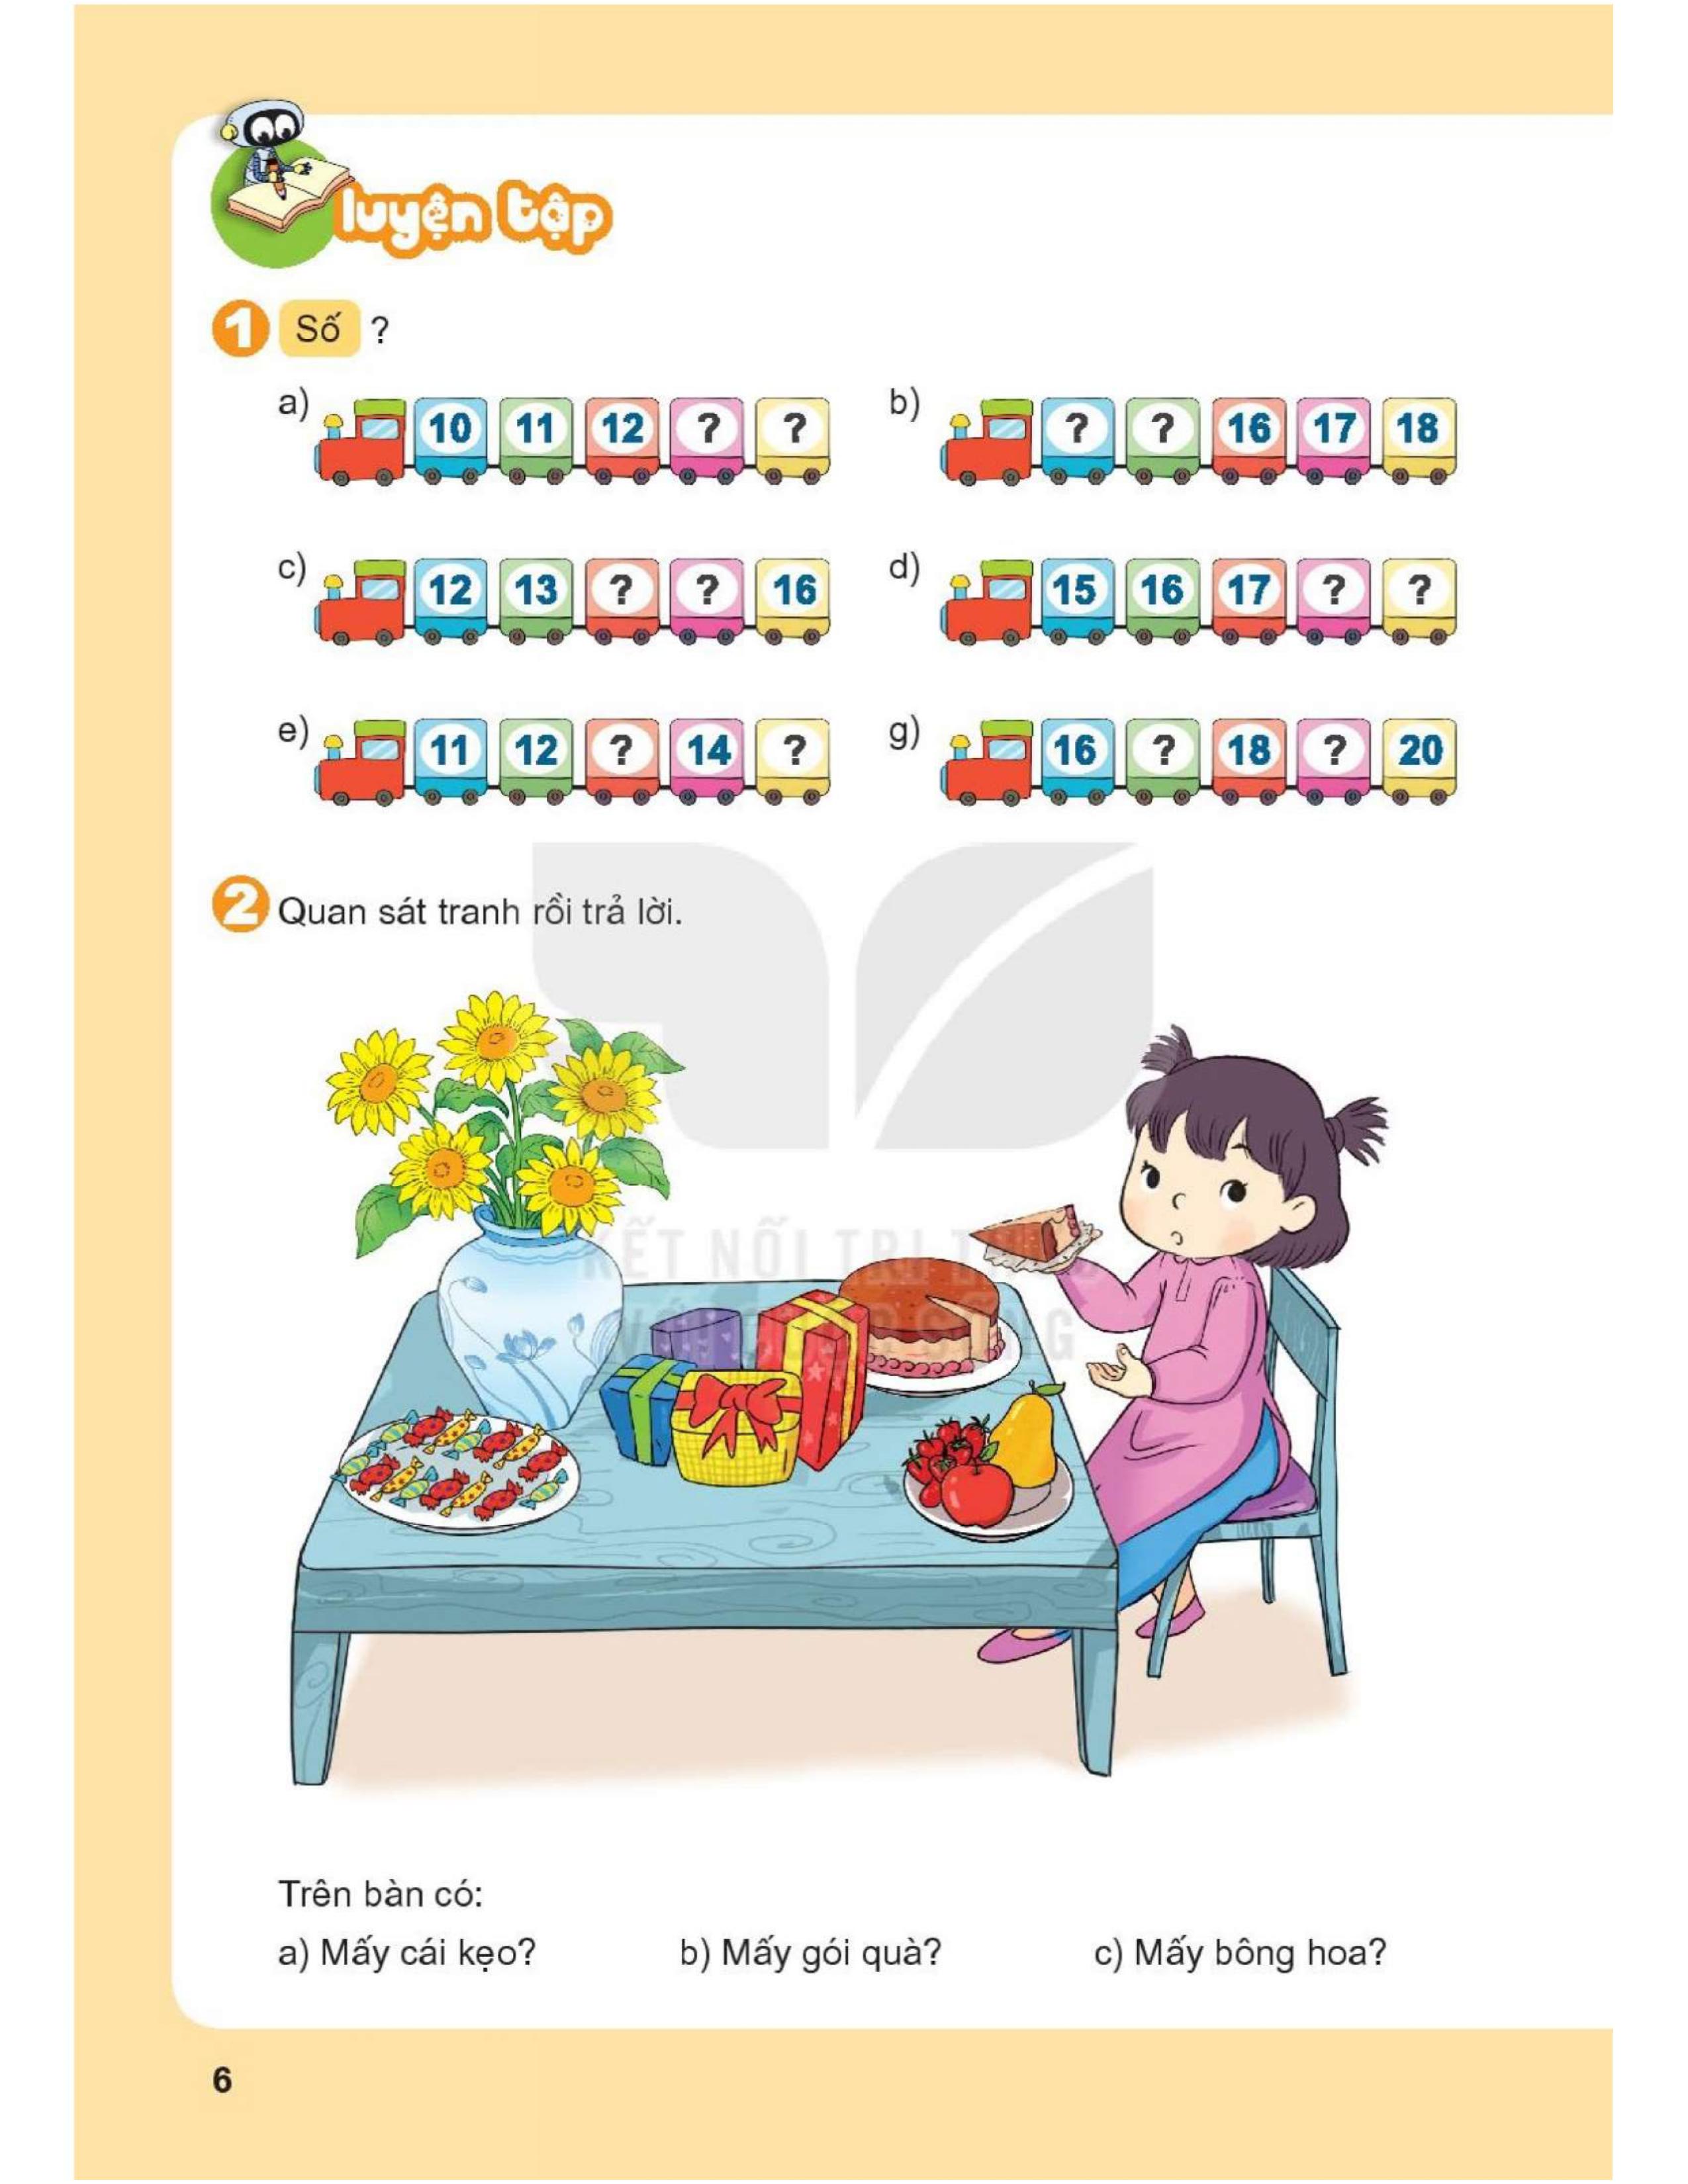 luyện tập
1 Số ?
a) 10 11 12 ? ?
b) ? ? 16 17 18
c) 12 13 ? ? 16
d) 15 16 17 ? ?
e) 11 12 ? 14 ?
g) 16 ? 18 ? 20
2 Quan sát tranh rồi trả lời.
KẾT NỐI TRI THỨC
VỚI CUỘC SỐNG
Trên bàn có:
a) Mấy cái kẹo?
b) Mấy gói quà?
c) Mấy bông hoa?
6